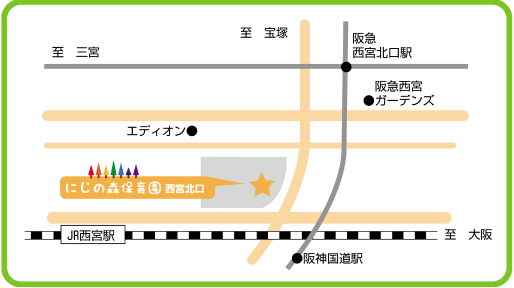 至 宝塚
阪急
西宮北口駅
至 三宮
阪急西宮
ガーデンズ
エディオン
にじの森保育園 西宮北口
JR西宮駅
至 大阪
阪神国道駅